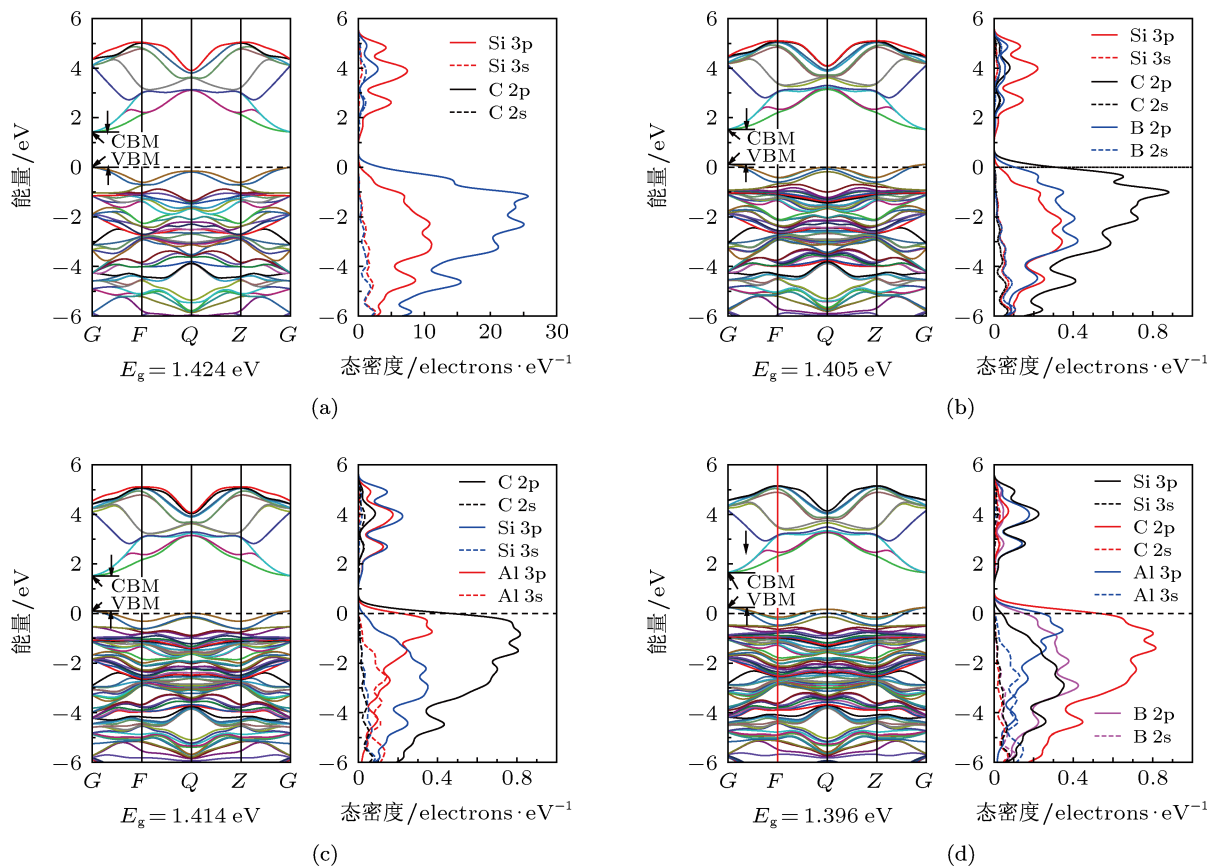 6
4
2
0
−2
−4
−6
能量/eV
CBM
VBM
G F Q Z G
E_g = 1.424 eV
Si 3p
Si 3s
C 2p
C 2s
0 10 20 30
态密度/electrons·eV⁻¹
(a)
6
4
2
0
−2
−4
−6
能量/eV
CBM
VBM
G F Q Z G
E_g = 1.405 eV
Si 3p
Si 3s
C 2p
C 2s
B 2p
B 2s
0 0.4 0.8
态密度/electrons·eV⁻¹
(b)
6
4
2
0
−2
−4
−6
能量/eV
CBM
VBM
G F Q Z G
E_g = 1.414 eV
C 2p
C 2s
Si 3p
Si 3s
Al 3p
Al 3s
0 0.4 0.8
态密度/electrons·eV⁻¹
(c)
6
4
2
0
−2
−4
−6
能量/eV
CBM
VBM
G F Q Z G
E_g = 1.396 eV
Si 3p
Si 3s
C 2p
C 2s
Al 3p
Al 3s
B 2p
B 2s
0 0.4 0.8
态密度/electrons·eV⁻¹
(d)